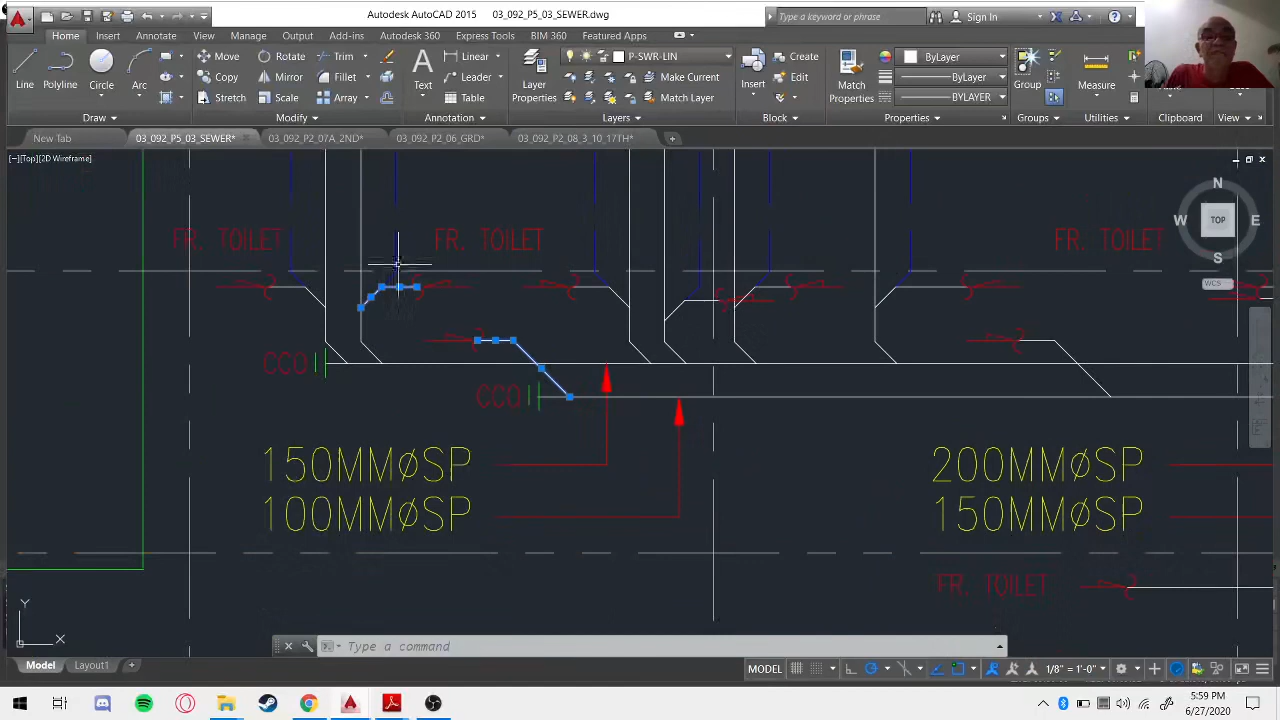 Autodesk AutoCAD 2015 03_092_P5_03_SEWER.dwg
Type a keyword or phrase
Sign In
Home Insert Annotate View Manage Output Autodesk 360 Express Tools BIM 360 Featured Apps
Line Polyline Circle Arc
Move Rotate Trim
Copy Mirror Fillet
Stretch Scale Array
Text
Linear
Leader
Table
Layer
Properties
P-SWR-LIN
Make Current
Match Layer
Insert
Create
Edit
Match
Properties
ByLayer
ByLayer
BYLAYER
Group
Measure
Draw Modify Annotation Layers Block Properties Groups Utilities Clipboard View
New Tab 03_092_P5_03_SEWER* 03_092_P2_07A_2ND* 03_092_P2_06_GRD* 03_092_P2_08_3_10_17TH*
[–][Top][2D Wireframe]
N
W TOP E
S
WCS
FR. TOILET FR. TOILET FR. TOILET
CCO
CCO
150MMøSP 200MMøSP
100MMøSP 150MMøSP
FR. TOILET
Y
X
Type a command
Model Layout1
MODEL 1/8" = 1'-0"
5:59 PM
6/27/2020